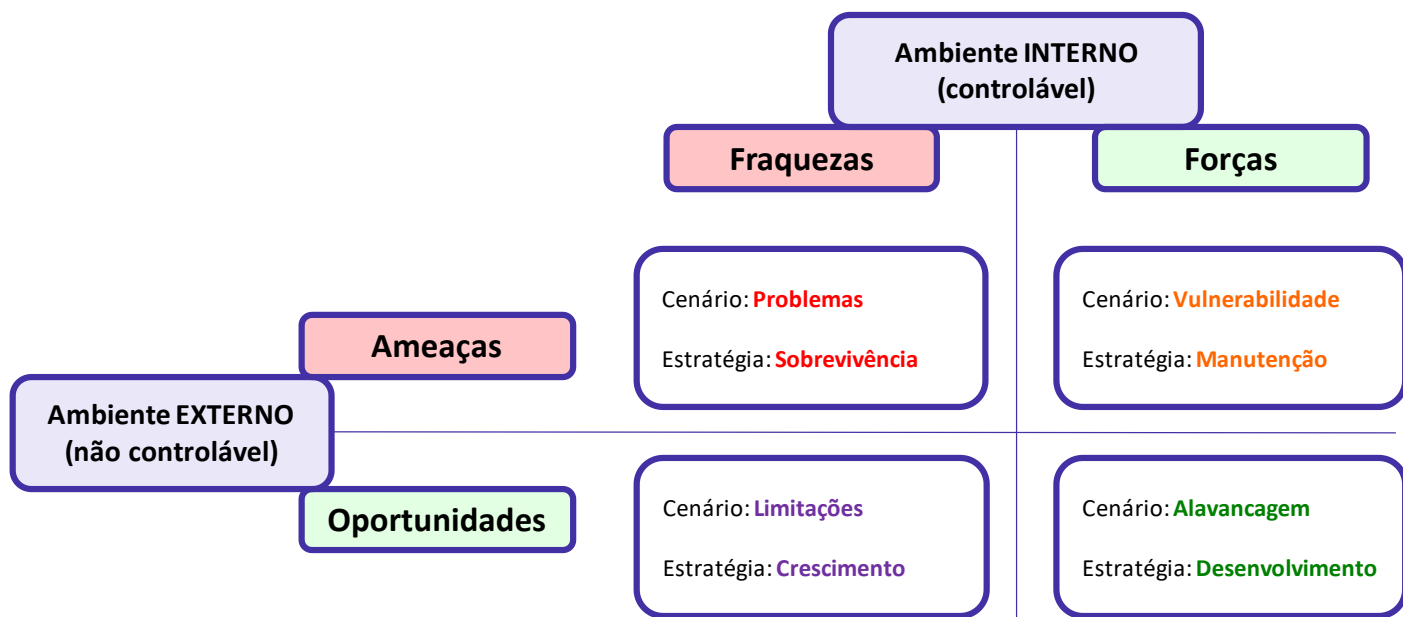 Ambiente INTERNO
(controlável)
Fraquezas
Forças
Cenário: Problemas
Estratégia: Sobrevivência
Cenário: Vulnerabilidade
Estratégia: Manutenção
Ameaças
Ambiente EXTERNO
(não controlável)
Oportunidades
Cenário: Limitações
Estratégia: Crescimento
Cenário: Alavancagem
Estratégia: Desenvolvimento